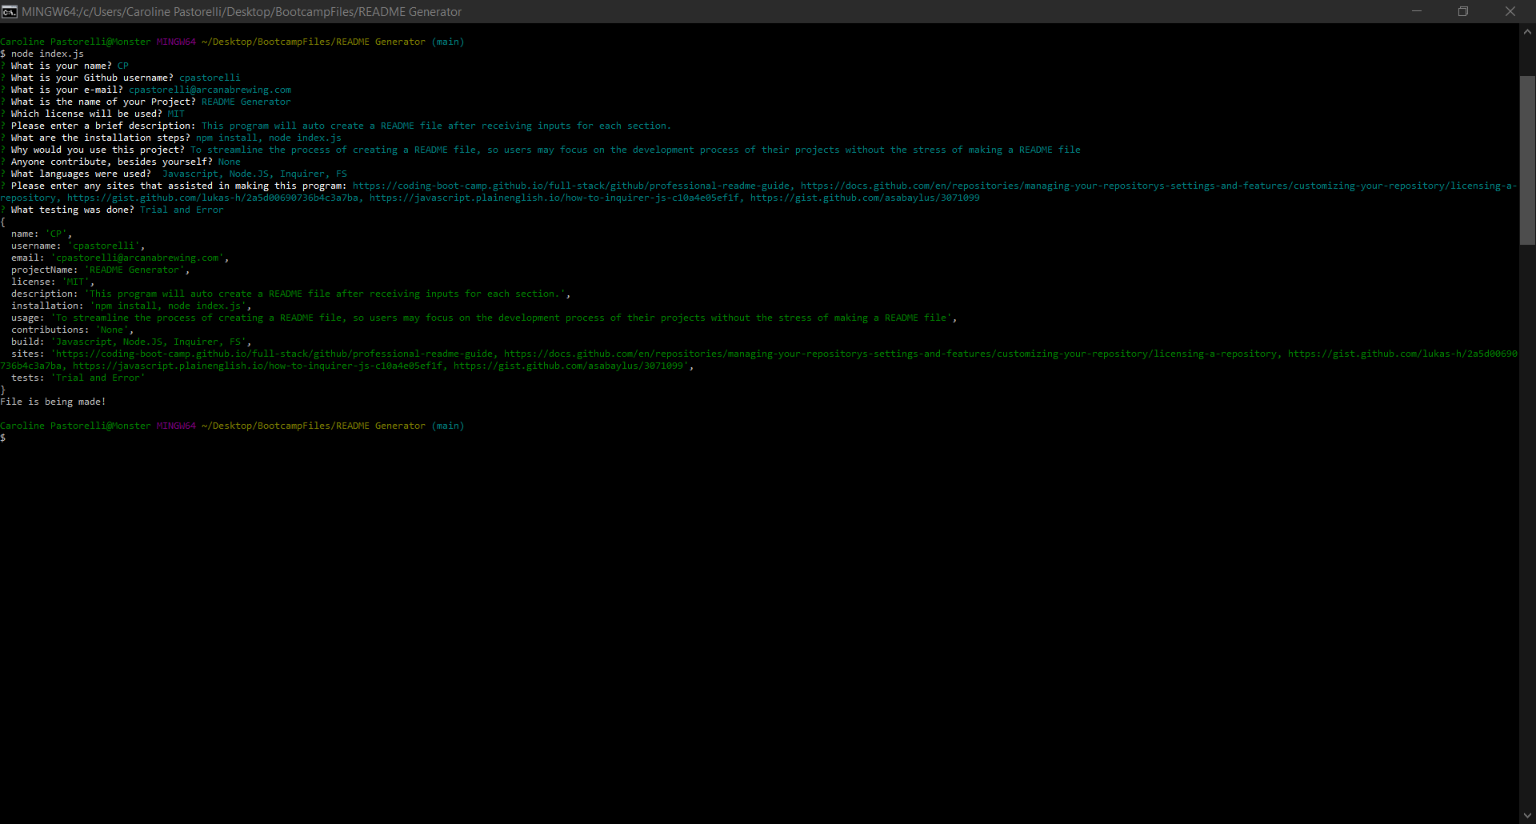 MINGW64:/c/Users/Caroline Pastorelli/Desktop/BootcampFiles/README Generator
Caroline Pastorelli@Monster MINGW64 ~/Desktop/BootcampFiles/README Generator (main)
$ node index.js
? What is your name? CP
? What is your Github username? cpastorelli
? What is your e-mail? cpastorelli@arcanabrewing.com
? What is the name of your Project? README Generator
? Which license will be used? MIT
? Please enter a brief description: This program will auto create a README file after receiving inputs for each section.
? What are the installation steps? npm install, node index.js
? Why would you use this project? To streamline the process of creating a README file, so users may focus on the development process of their projects without the stress of making a README file
? Anyone contribute, besides yourself? None
? What languages were used?  Javascript, Node.JS, Inquirer, FS
? Please enter any sites that assisted in making this program: https://coding-boot-camp.github.io/full-stack/github/professional-readme-guide, https://docs.github.com/en/repositories/managing-your-repositorys-settings-and-features/customizing-your-repository/licensing-a-
repository, https://gist.github.com/lukas-h/2a5d00690736b4c3a7ba, https://javascript.plainenglish.io/how-to-inquirer-js-c10a4e05ef1f, https://gist.github.com/asabaylus/3071099
? What testing was done? Trial and Error
{
  name: 'CP',
  username: 'cpastorelli',
  email: 'cpastorelli@arcanabrewing.com',
  projectName: 'README Generator',
  license: 'MIT',
  description: 'This program will auto create a README file after receiving inputs for each section.',
  installation: 'npm install, node index.js',
  usage: 'To streamline the process of creating a README file, so users may focus on the development process of their projects without the stress of making a README file',
  contributions: 'None',
  build: 'Javascript, Node.JS, Inquirer, FS',
  sites: 'https://coding-boot-camp.github.io/full-stack/github/professional-readme-guide, https://docs.github.com/en/repositories/managing-your-repositorys-settings-and-features/customizing-your-repository/licensing-a-repository, https://gist.github.com/lukas-h/2a5d00690
736b4c3a7ba, https://javascript.plainenglish.io/how-to-inquirer-js-c10a4e05ef1f, https://gist.github.com/asabaylus/3071099',
  tests: 'Trial and Error'
}
File is being made!
Caroline Pastorelli@Monster MINGW64 ~/Desktop/BootcampFiles/README Generator (main)
$